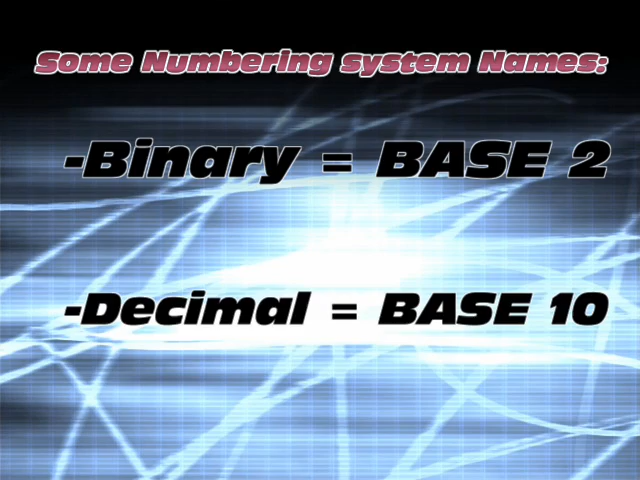 Some Numbering system Names:
-Binary = BASE 2
-Decimal = BASE 10